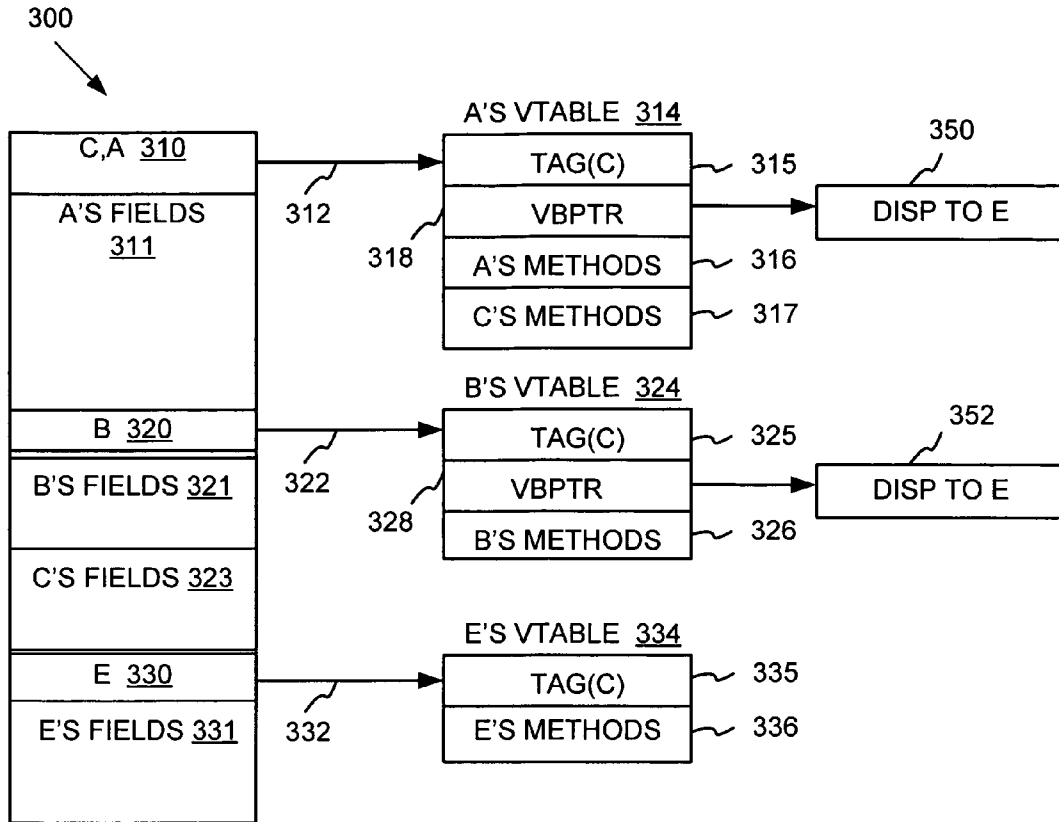 300
C,A 310
A'S FIELDS
311
B 320
B'S FIELDS 321
C'S FIELDS 323
E 330
E'S FIELDS 331
312
322
332
A'S VTABLE 314
TAG(C) 315
318 VBPTR
A'S METHODS 316
C'S METHODS 317
350
DISP TO E
B'S VTABLE 324
TAG(C) 325
328 VBPTR
B'S METHODS 326
352
DISP TO E
E'S VTABLE 334
TAG(C) 335
E'S METHODS 336